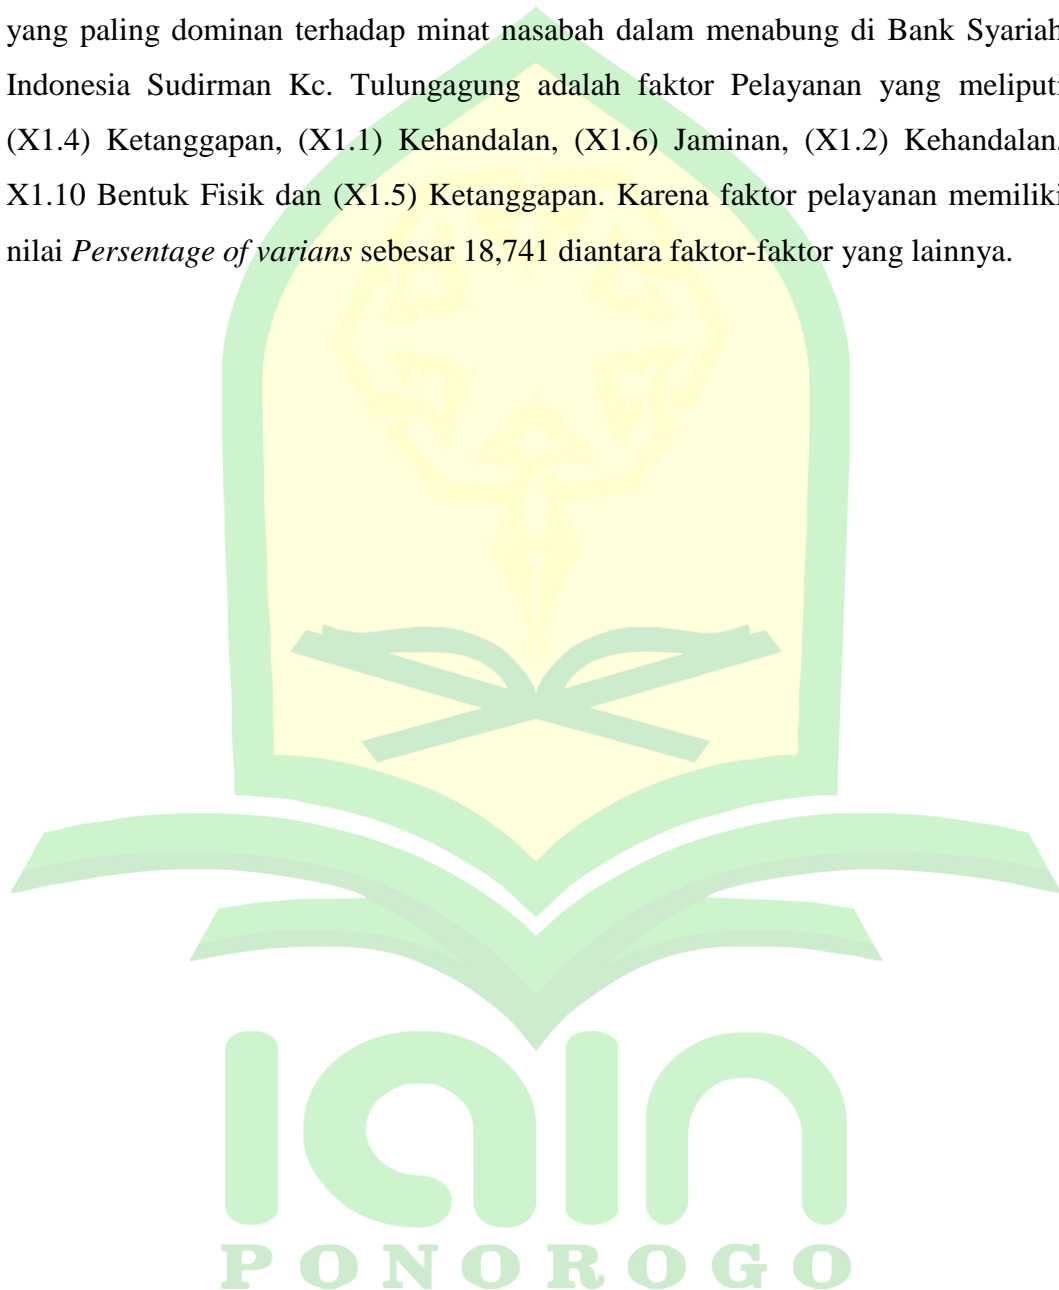 yang paling dominan terhadap minat nasabah dalam menabung di Bank Syariah
Indonesia Sudirman Kc. Tulungagung adalah faktor Pelayanan yang meliputi
(X1.4) Ketanggapan, (X1.1) Kehandalan, (X1.6) Jaminan, (X1.2) Kehandalan,
X1.10 Bentuk Fisik dan (X1.5) Ketanggapan. Karena faktor pelayanan memiliki
nilai Persentage of varians sebesar 18,741 diantara faktor-faktor yang lainnya.
IAIN
PONOROGO